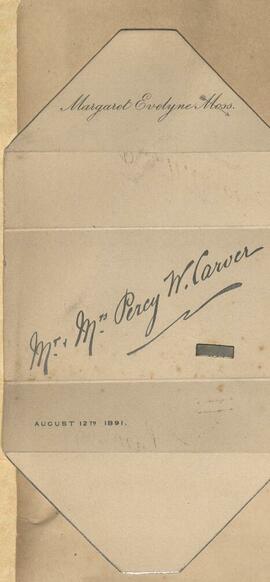 Margaret Evelyne Moss.
Mr. & Mrs. Percy W. Carver
AUGUST 12TH 1891.